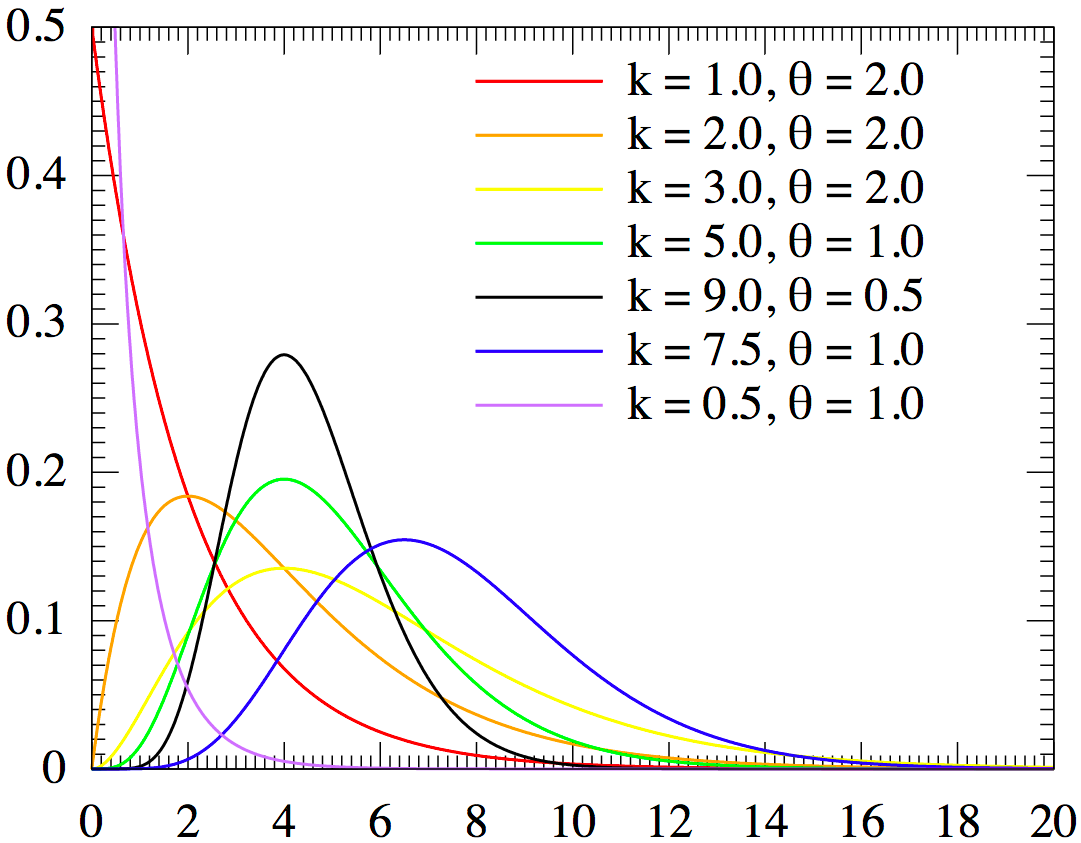 0.5
k = 1.0, θ = 2.0
k = 2.0, θ = 2.0
0.4
k = 3.0, θ = 2.0
k = 5.0, θ = 1.0
k = 9.0, θ = 0.5
0.3
k = 7.5, θ = 1.0
k = 0.5, θ = 1.0
0.2
0.1
0
0 2 4 6 8 10 12 14 16 18 20